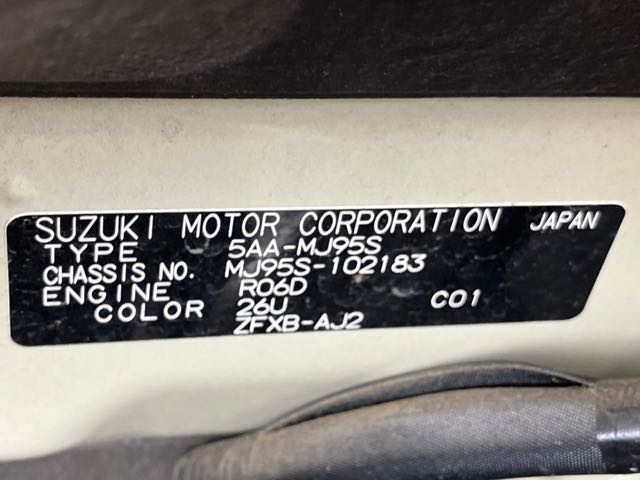 SUZUKI MOTOR CORPORATION JAPAN
TYPE 5AA-MJ95S
CHASSIS NO. MJ95S-102183
ENGINE R06D
COLOR 26U C01
ZFXB-AJ2